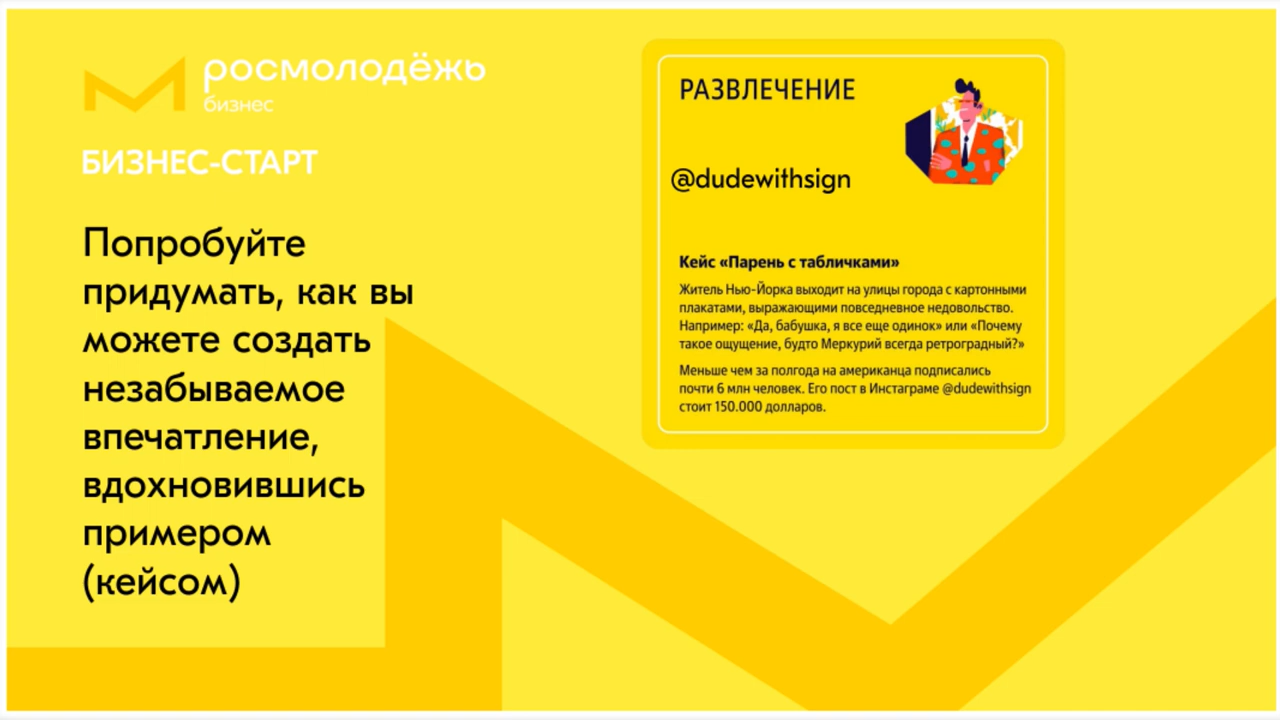 росмолодёжь
бизнес
БИЗНЕС-СТАРТ
Попробуйте
придумать, как вы
можете создать
незабываемое
впечатление,
вдохновившись
примером
(кейсом)
РАЗВЛЕЧЕНИЕ
@dudewithsign
Кейс «Парень с табличками»
Житель Нью-Йорка выходит на улицы города с картонными
плакатами, выражающими повседневное недовольство.
Например: «Да, бабушка, я все еще одинок» или «Почему
такое ощущение, будто Меркурий всегда ретроградный?»
Меньше чем за полгода на американца подписались
почти 6 млн человек. Его пост в Инстаграме @dudewithsign
стоит 150.000 долларов.